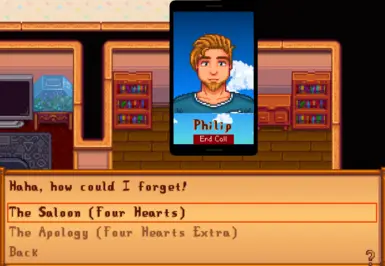 Philip
End Call
Haha, how could I forget!
The Saloon (Four Hearts)
The Apology (Four Hearts Extra)
Back
?